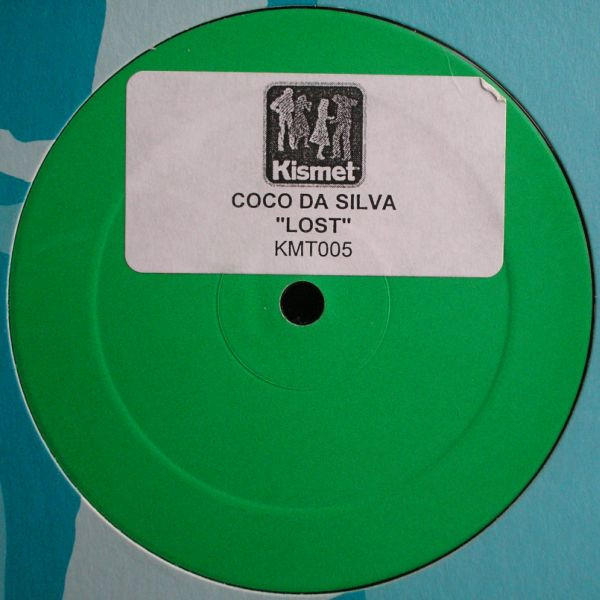 Kismet
COCO DA SILVA
"LOST"
KMT005